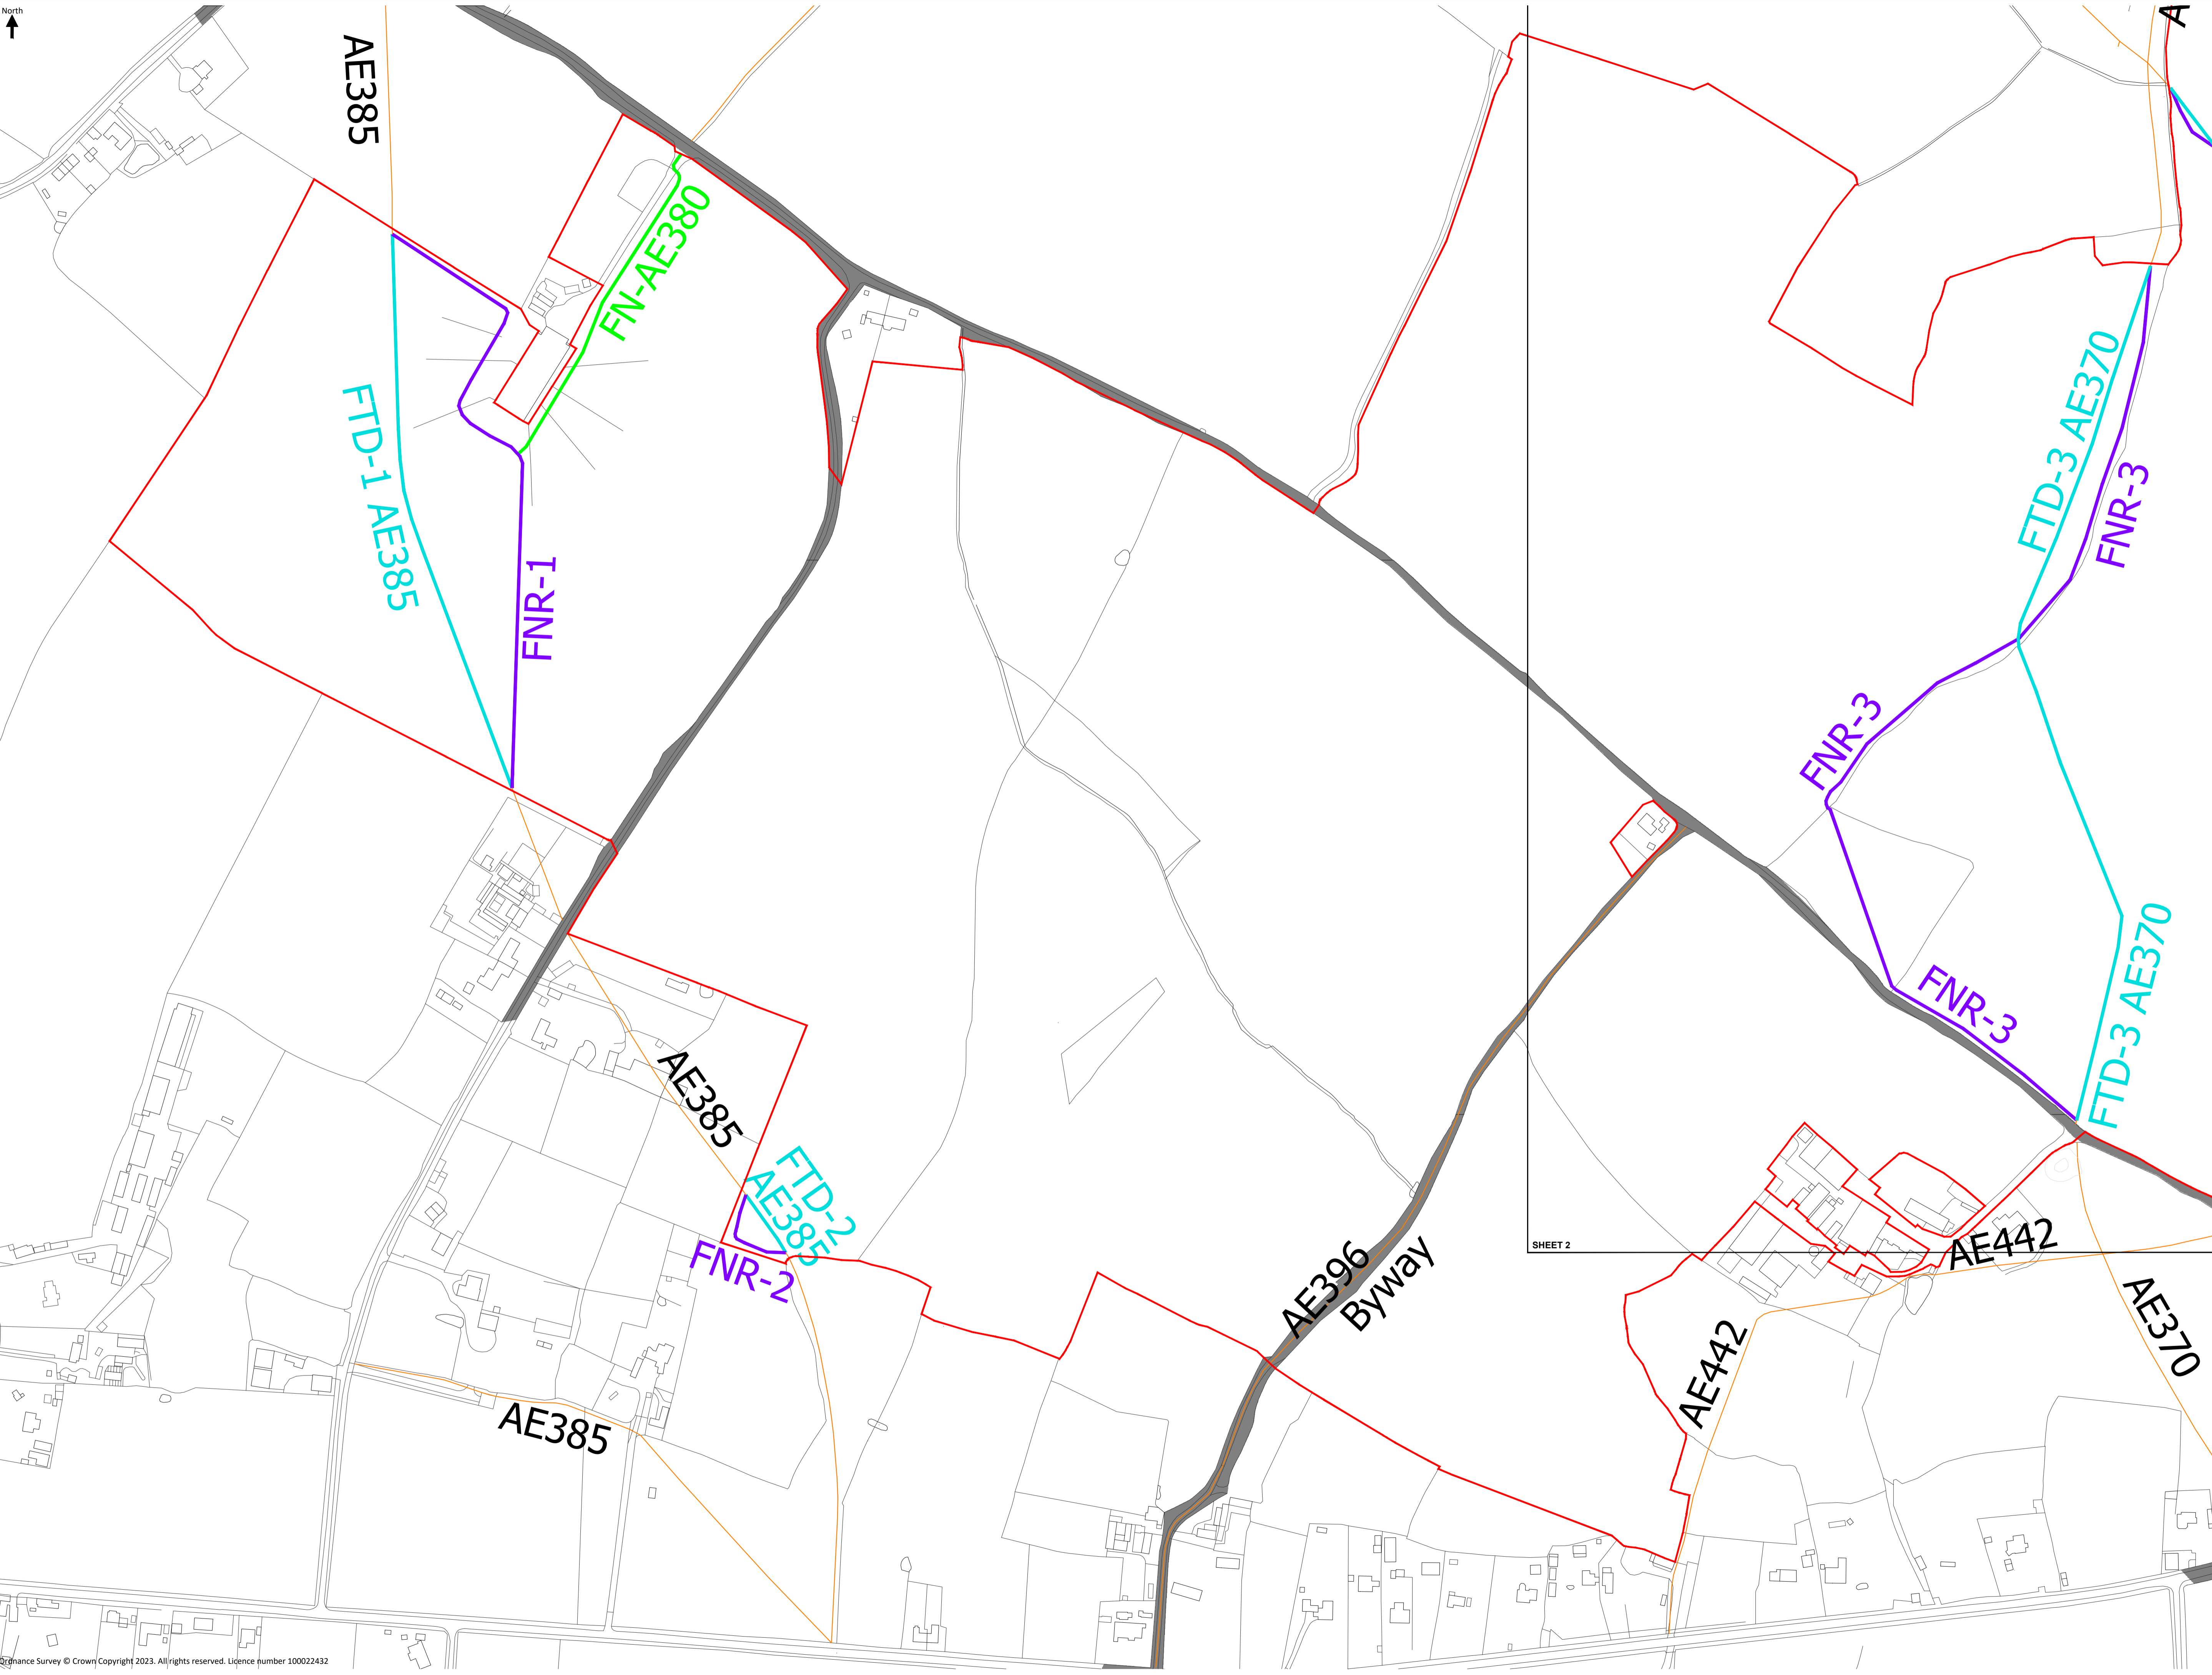 North
A
AE385
FN-AE380
FTD-1 AE385
FTD-3 AE370
FNR-3
FNR-1
FNR-3
FTD-3 AE370
FNR-3
AE385
FTD-2
AE385
FNR-2
SHEET 2
AE442
AE396
Byway
AE442
AE370
AE385
Ordnance Survey © Crown Copyright 2023. All rights reserved. Licence number 100022432